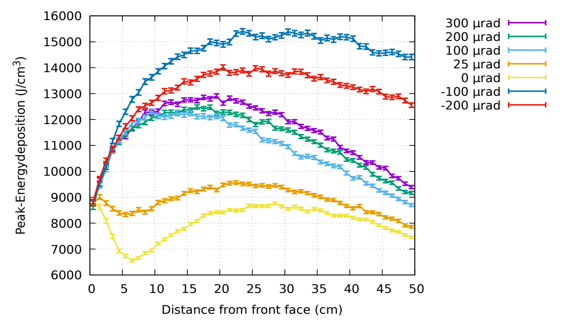 Peak-Energydeposition (J/cm³)
16000
15000
14000
13000
12000
11000
10000
9000
8000
7000
6000
0 5 10 15 20 25 30 35 40 45 50
Distance from front face (cm)
300 μrad
200 μrad
100 μrad
25 μrad
0 μrad
-100 μrad
-200 μrad